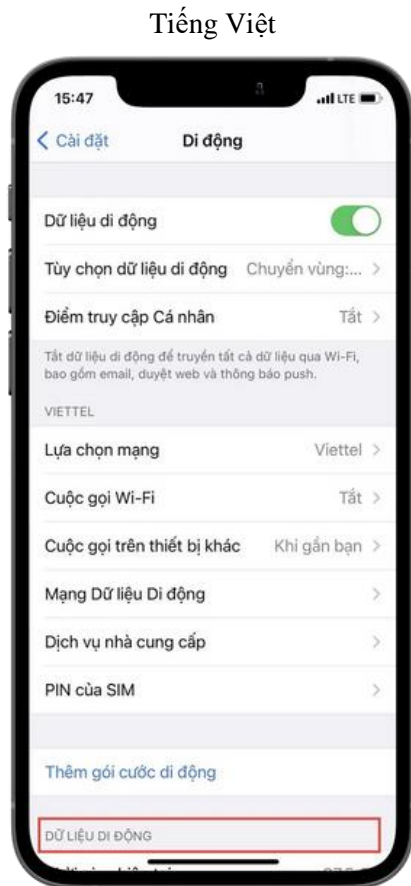 Tiếng Việt
15:47 LTE
Cài đặt Di động
Dữ liệu di động
Tùy chọn dữ liệu di động Chuyển vùng:...
Điểm truy cập Cá nhân Tắt
Tắt dữ liệu di động để truyền tất cả dữ liệu qua Wi-Fi,
bao gồm email, duyệt web và thông báo push.
VIETTEL
Lựa chọn mạng Viettel
Cuộc gọi Wi-Fi Tắt
Cuộc gọi trên thiết bị khác Khi gần bạn
Mạng Dữ liệu Di động
Dịch vụ nhà cung cấp
PIN của SIM
Thêm gói cước di động
DỮ LIỆU DI ĐỘNG